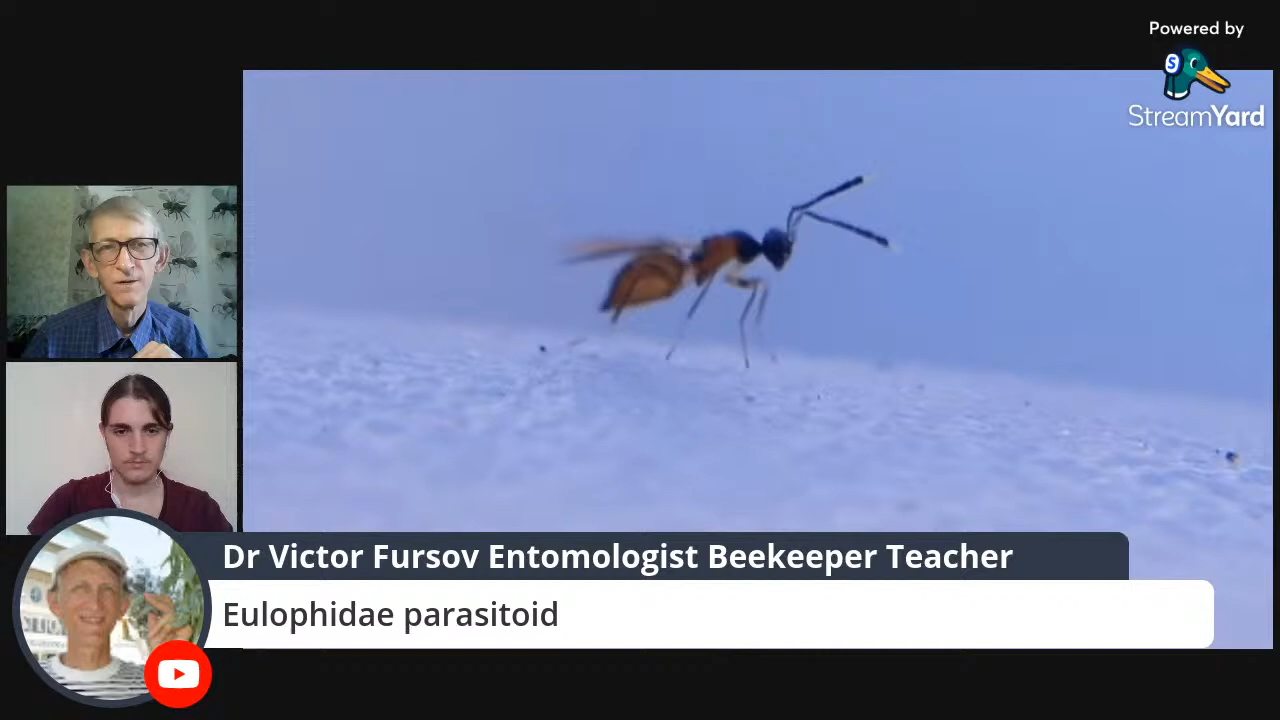 Powered by
StreamYard
Dr Victor Fursov Entomologist Beekeeper Teacher
Eulophidae parasitoid